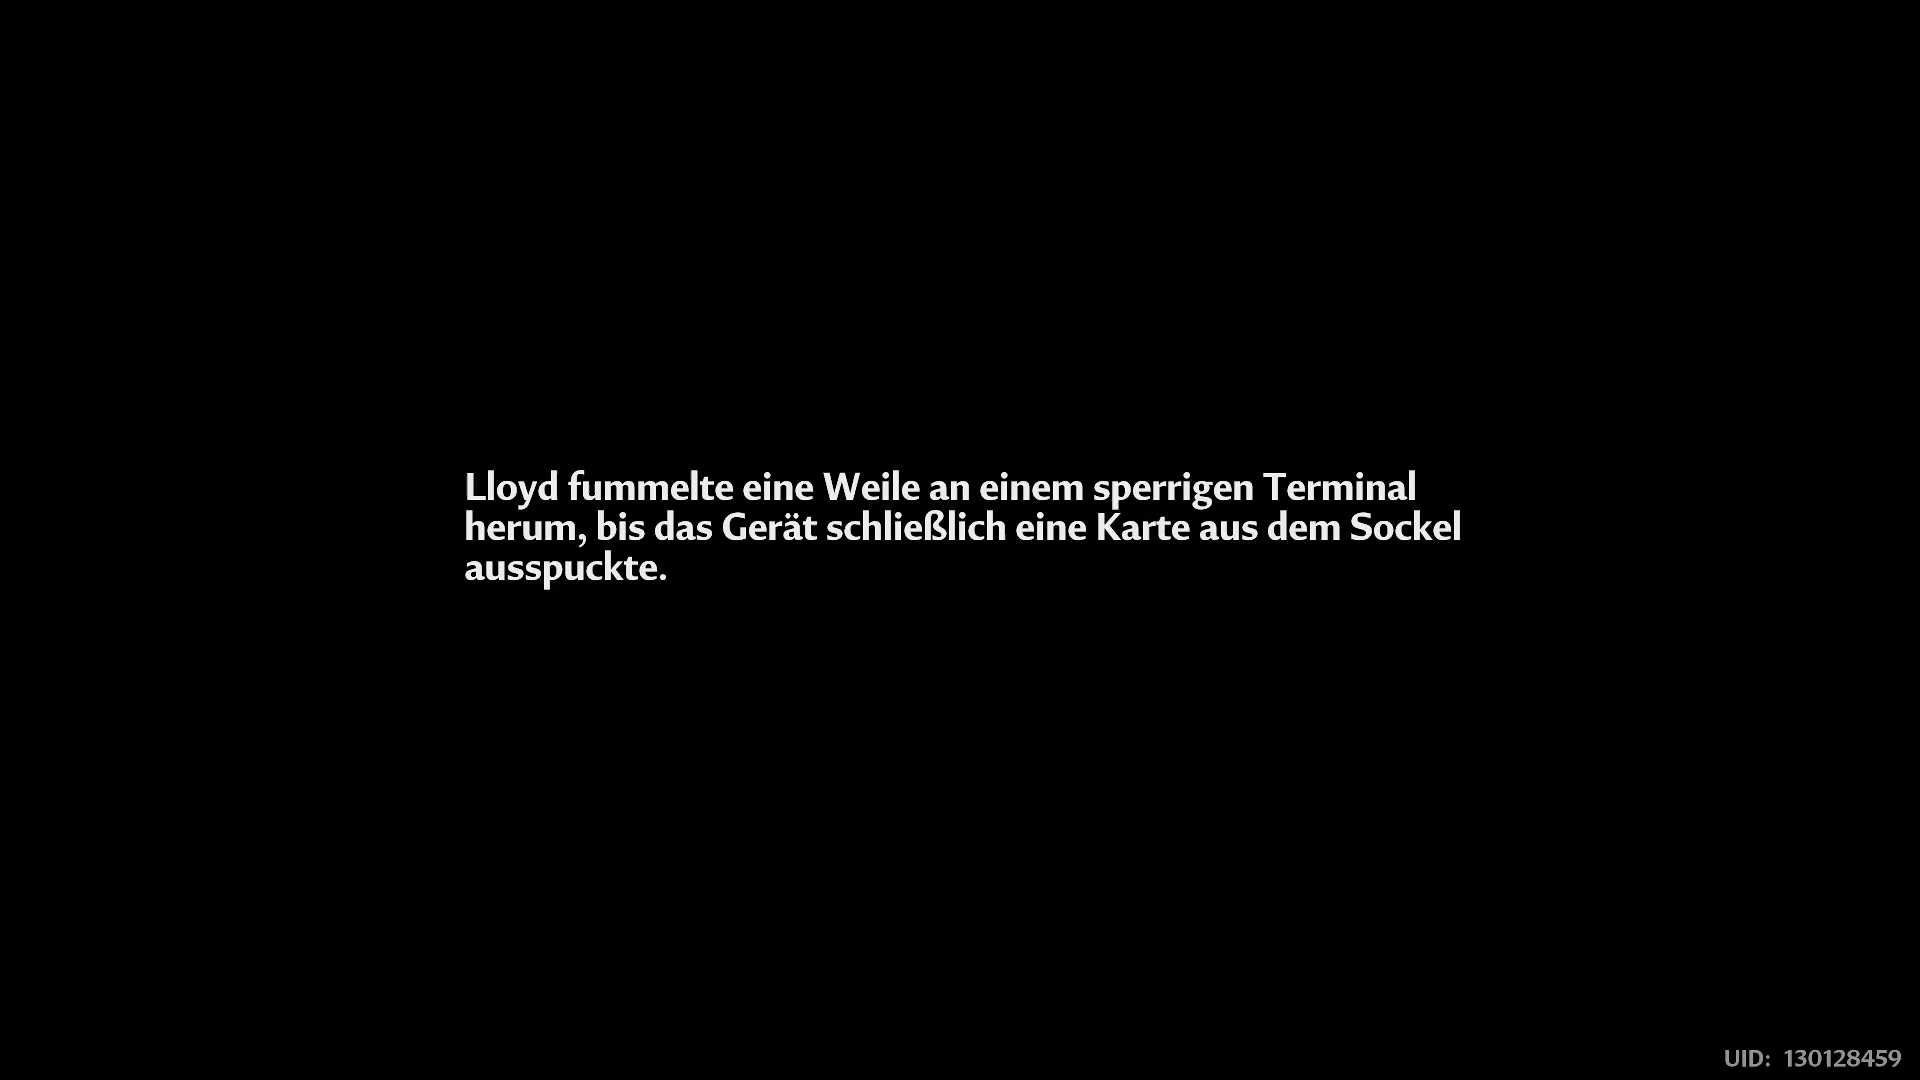 Lloyd fummelte eine Weile an einem sperrigen Terminal
herum, bis das Gerät schließlich eine Karte aus dem Sockel
ausspuckte.
UID: 130128459